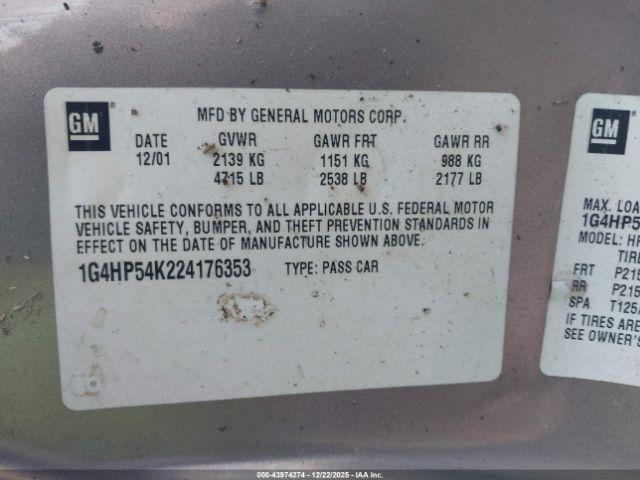 GM
MFD BY GENERAL MOTORS CORP.
DATE GVWR GAWR FRT GAWR RR
12/01 2139 KG 1151 KG 988 KG
4715 LB 2538 LB 2177 LB
THIS VEHICLE CONFORMS TO ALL APPLICABLE U.S. FEDERAL MOTOR
VEHICLE SAFETY, BUMPER, AND THEFT PREVENTION STANDARDS IN
EFFECT ON THE DATE OF MANUFACTURE SHOWN ABOVE.
1G4HP54K224176353 TYPE: PASS CAR
GM
MAX. LOA
1G4HP5
MODEL: HP
TIRE
FRT P215
RR P215
SPA T125/
IF TIRES ARE
SEE OWNER'S
000-43974274 - 12/22/2025 - IAA Inc.